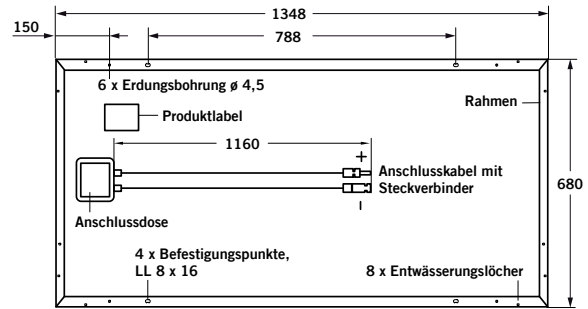 1348
150
788
6 x Erdungsbohrung ø 4,5
Produktlabel
Rahmen
1160
+
Anschlusskabel mit
Steckverbinder
–
680
Anschlussdose
4 x Befestigungspunkte,
LL 8 x 16
8 x Entwässerungslöcher